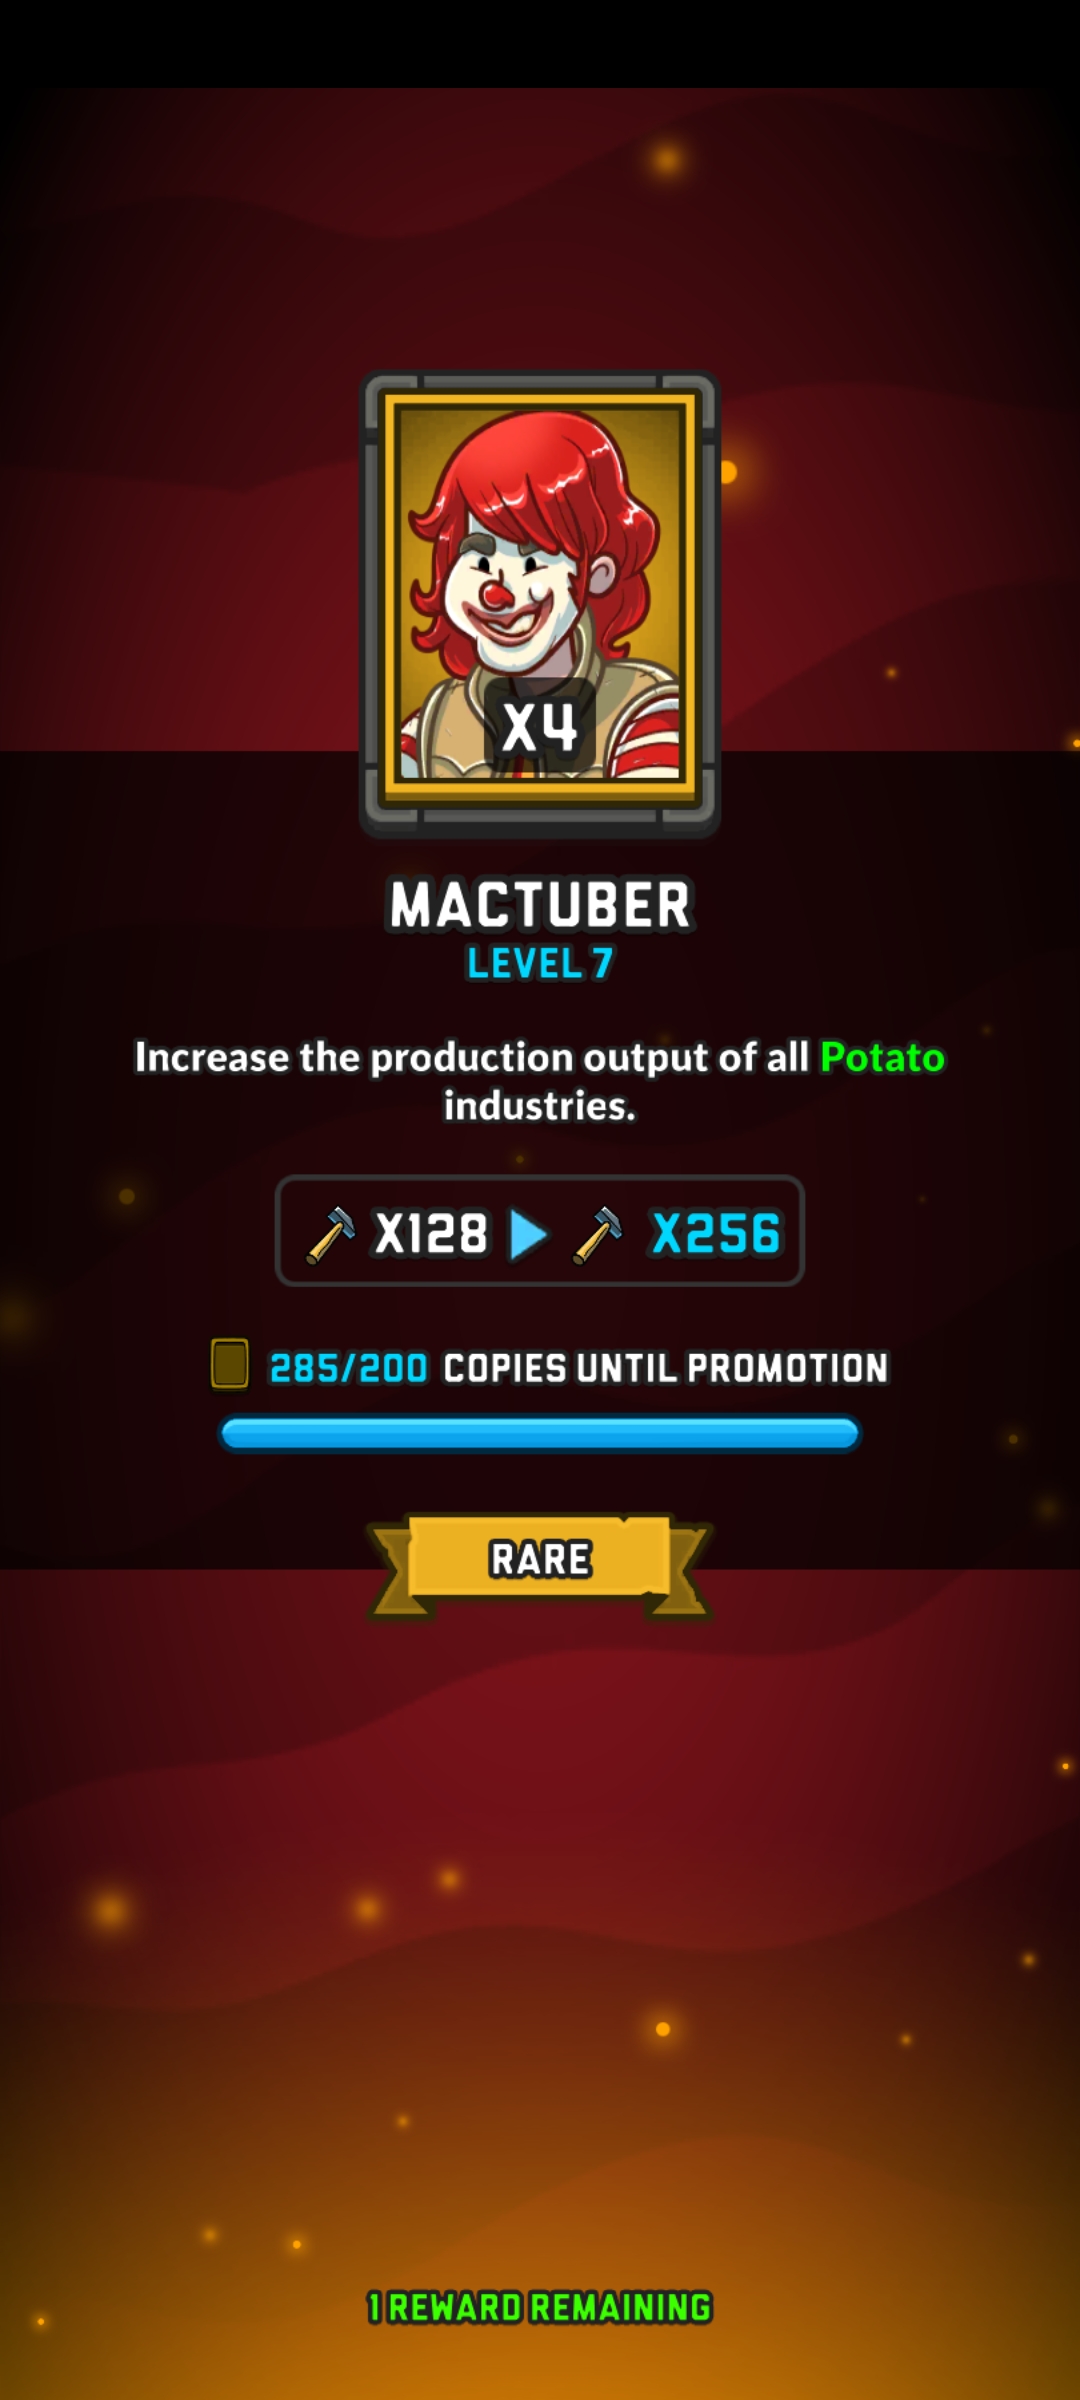 X4
MACTUBER
LEVEL 7
Increase the production output of all Potato
industries.
X128 X256
285/200 COPIES UNTIL PROMOTION
RARE
1 REWARD REMAINING